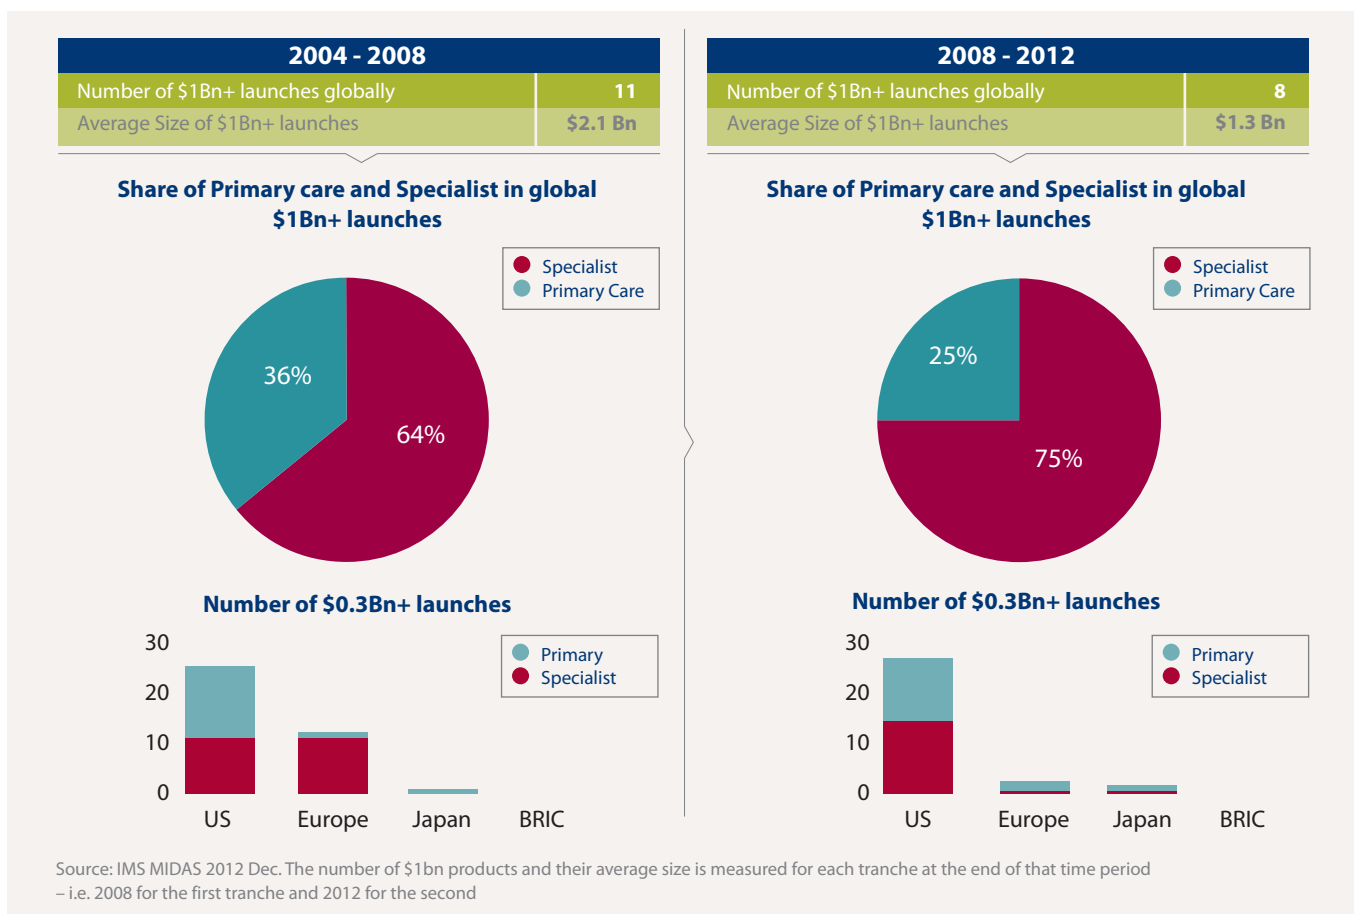 2004 - 2008
Number of $1Bn+ launches globally 11
Average Size of $1Bn+ launches $2.1 Bn
Share of Primary care and Specialist in global
$1Bn+ launches
Specialist
Primary Care
36%
64%
Number of $0.3Bn+ launches
Primary
Specialist
30
20
10
0
US Europe Japan BRIC
2008 - 2012
Number of $1Bn+ launches globally 8
Average Size of $1Bn+ launches $1.3 Bn
Share of Primary care and Specialist in global
$1Bn+ launches
Specialist
Primary Care
25%
75%
Number of $0.3Bn+ launches
Primary
Specialist
30
20
10
0
US Europe Japan BRIC
Source: IMS MIDAS 2012 Dec. The number of $1bn products and their average size is measured for each tranche at the end of that time period
– i.e. 2008 for the first tranche and 2012 for the second